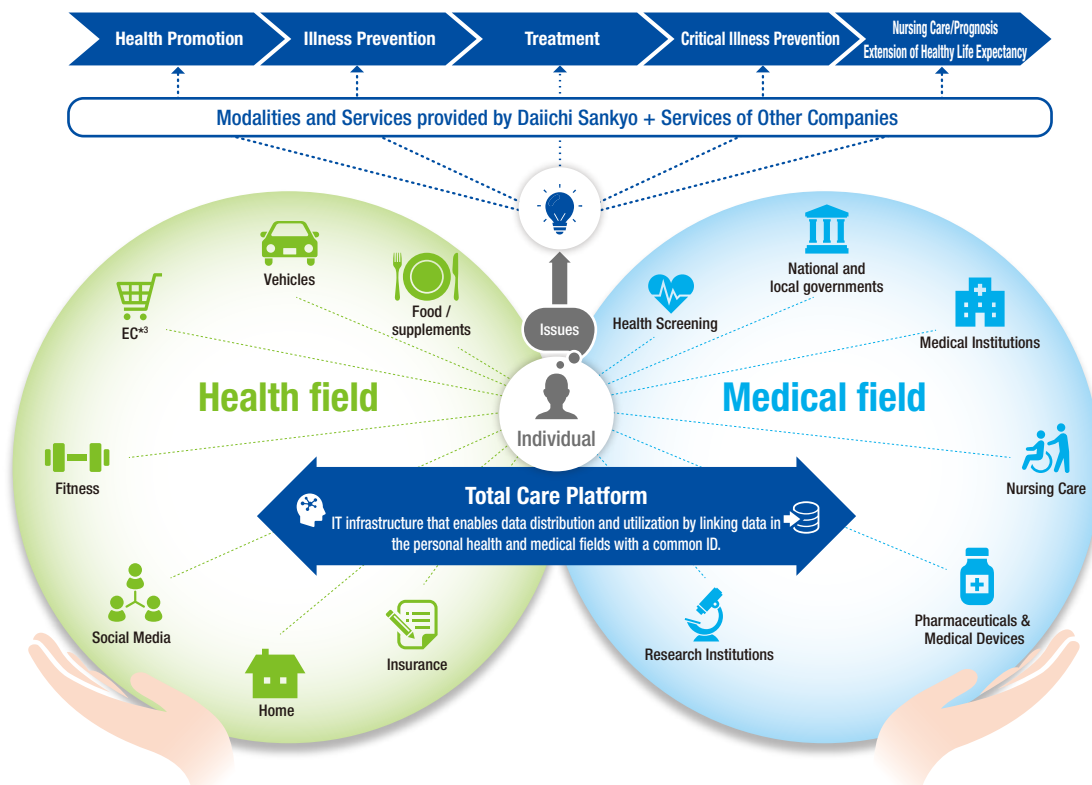 Health Promotion
Illness Prevention
Treatment
Critical Illness Prevention
Nursing Care/Prognosis
Extension of Healthy Life Expectancy
Modalities and Services provided by Daiichi Sankyo + Services of Other Companies
Vehicles
EC*3
Food /
supplements
Issues
Health Screening
National and
local governments
Medical Institutions
Health field
Individual
Medical field
Fitness
Nursing Care
Total Care Platform
IT infrastructure that enables data distribution and utilization by linking data in
the personal health and medical fields with a common ID.
Social Media
Home
Insurance
Research Institutions
Pharmaceuticals &
Medical Devices